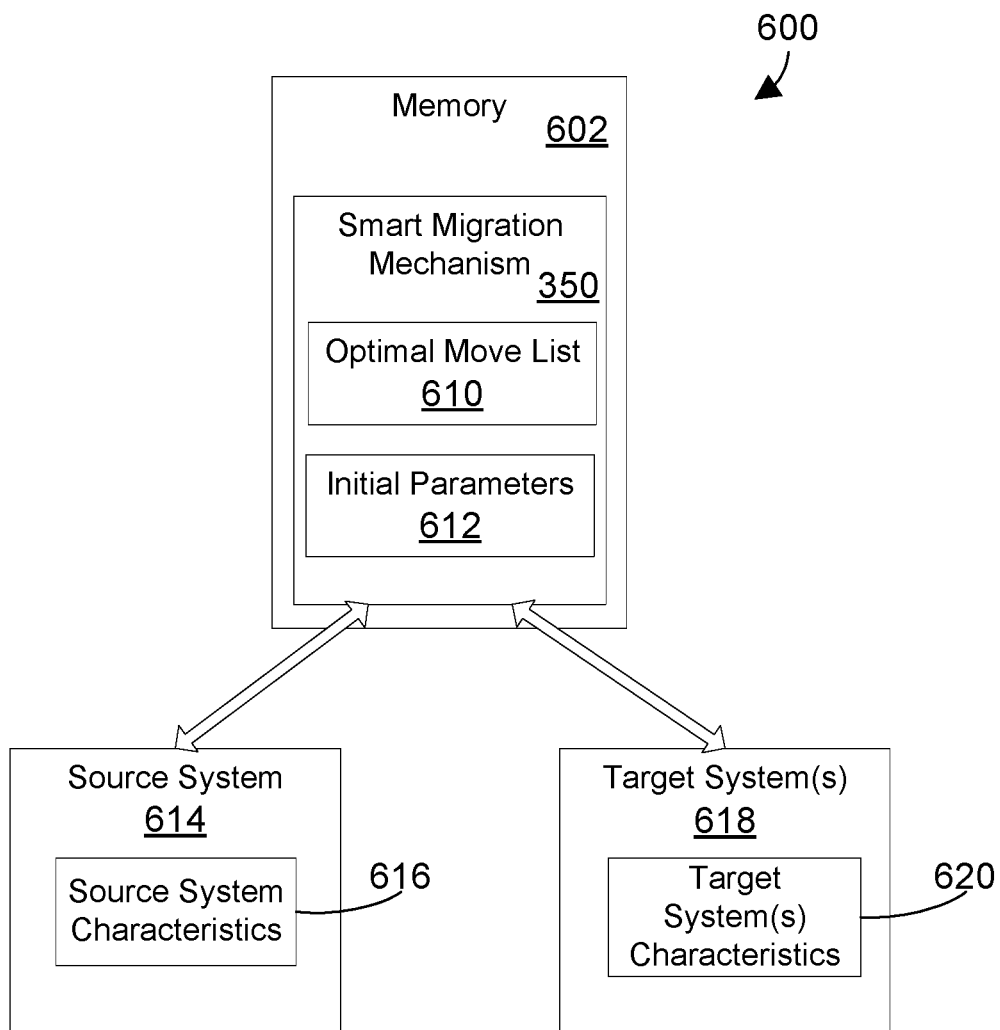 600
Memory
602
Smart Migration
Mechanism
350
Optimal Move List
610
Initial Parameters
612
Source System
614
Source System
Characteristics
616
Target System(s)
618
Target
System(s)
Characteristics
620